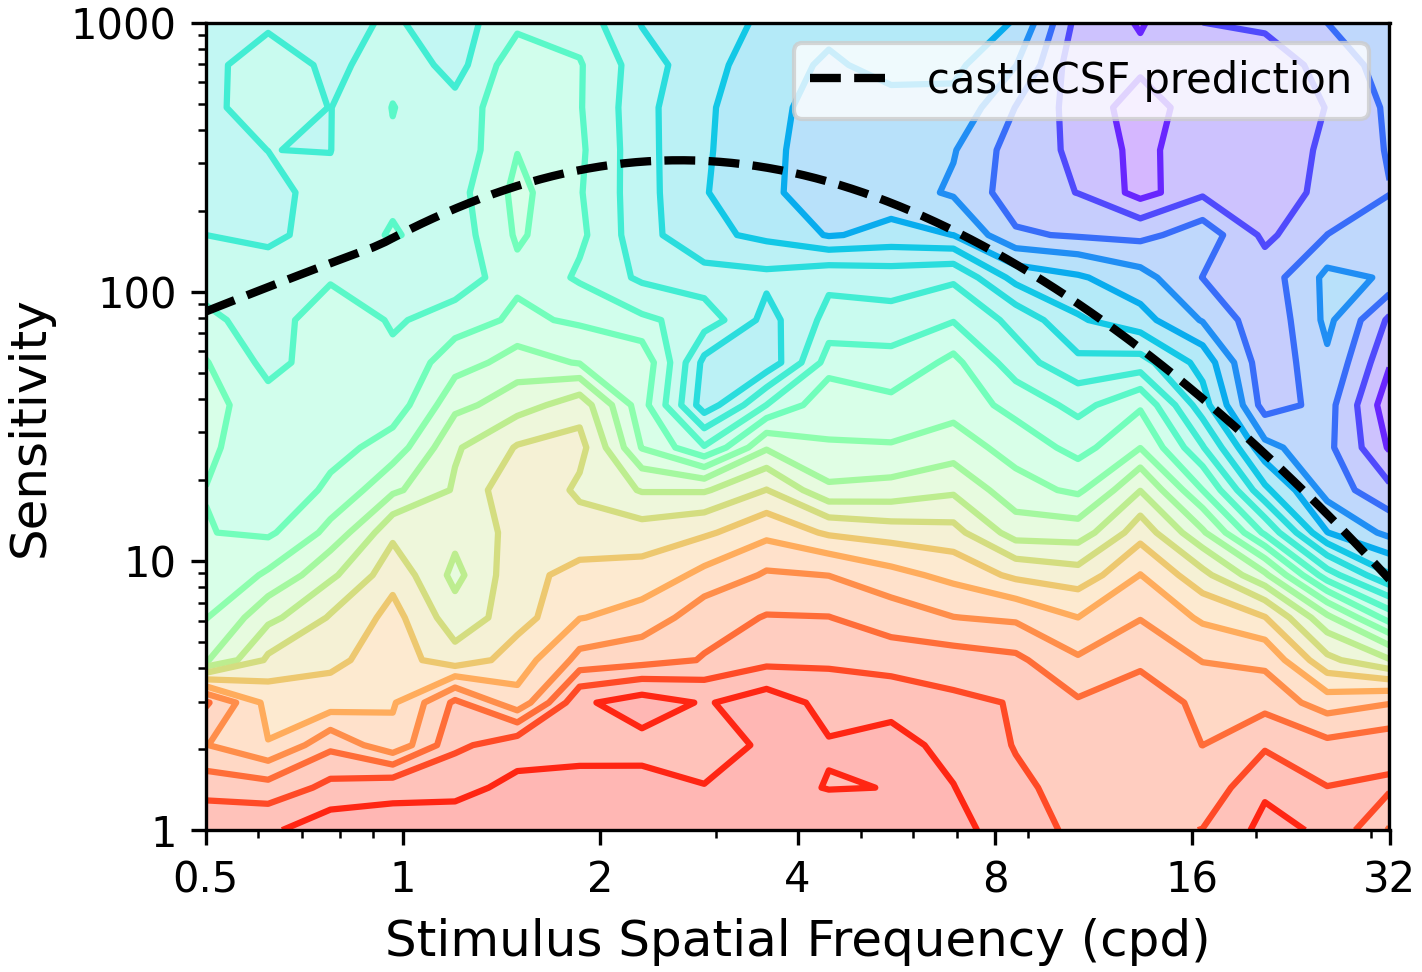 1000
100
10
1
Sensitivity
castleCSF prediction
0.5 1 2 4 8 16 32
Stimulus Spatial Frequency (cpd)